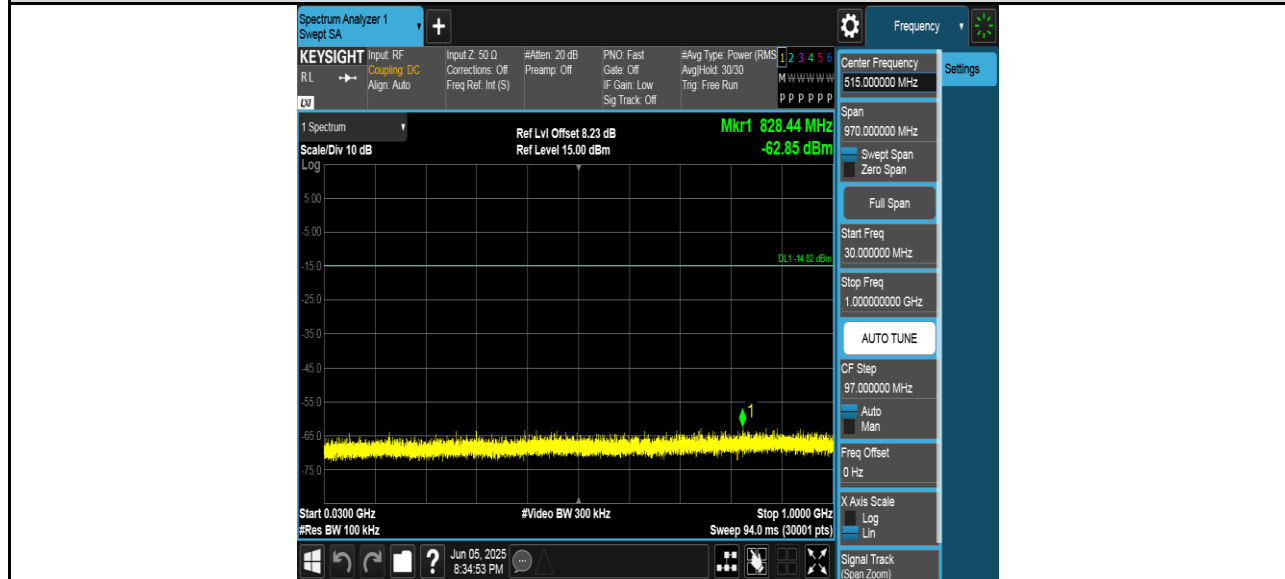 Spectrum Analyzer 1
Swept SA
+
Frequency
KEYSIGHT
RL
LXI
Input: RF
Coupling: DC
Align: Auto
Input Z: 50 Ω
Corrections: Off
Freq Ref: Int (S)
#Atten: 20 dB
Preamp: Off
PNO: Fast
Gate: Off
IF Gain: Low
Sig Track: Off
#Avg Type: Power (RMS
Avg|Hold: 30/30
Trig: Free Run
1 2 3 4 5 6
M W W W W W
P P P P P P
Center Frequency
515.000000 MHz
Settings
1 Spectrum
Scale/Div 10 dB
Ref Lvl Offset 8.23 dB
Ref Level 15.00 dBm
Mkr1 828.44 MHz
-62.85 dBm
Log
5.00
-5.00
-15.0
-25.0
-35.0
-45.0
-55.0
-65.0
-75.0
DL1 -14.82 dBm
1
Span
970.000000 MHz
Swept Span
Zero Span
Full Span
Start Freq
30.000000 MHz
Stop Freq
1.000000000 GHz
AUTO TUNE
CF Step
97.000000 MHz
Auto
Man
Freq Offset
0 Hz
X Axis Scale
Log
Lin
Signal Track
(Span Zoom)
Start 0.0300 GHz
#Res BW 100 kHz
#Video BW 300 kHz
Stop 1.0000 GHz
Sweep 94.0 ms (30001 pts)
?
Jun 05, 2025
8:34:53 PM